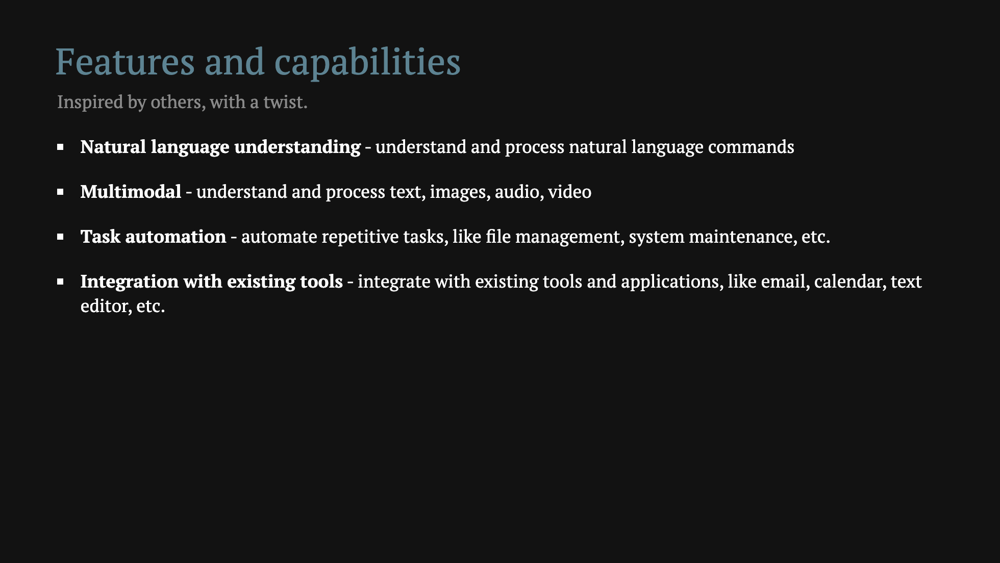 Features and capabilities
Inspired by others, with a twist.
▪ Natural language understanding - understand and process natural language commands
▪ Multimodal - understand and process text, images, audio, video
▪ Task automation - automate repetitive tasks, like file management, system maintenance, etc.
▪ Integration with existing tools - integrate with existing tools and applications, like email, calendar, text
editor, etc.